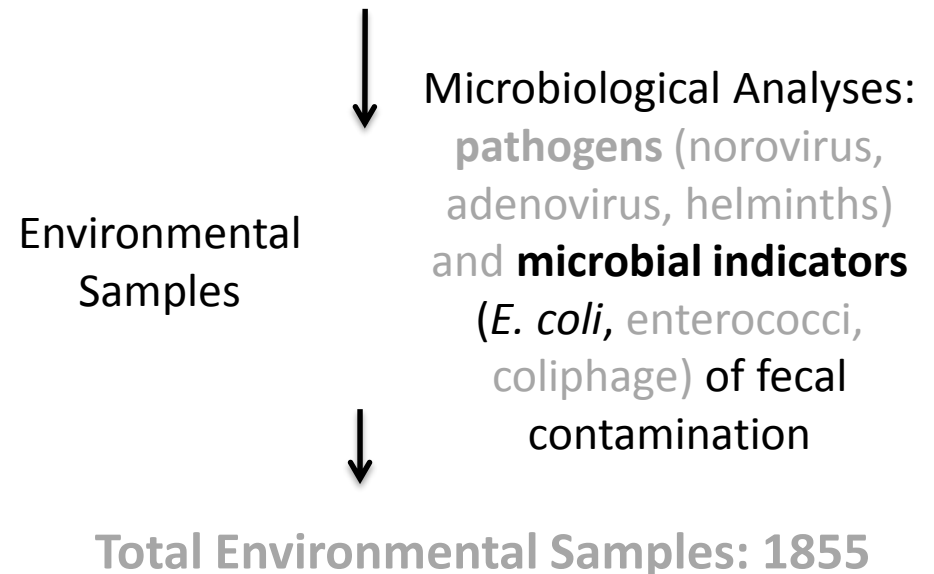 Microbiological Analyses:
pathogens (norovirus,
adenovirus, helminths)
and microbial indicators
(E. coli, enterococci,
coliphage) of fecal
contamination
Environmental
Samples
Total Environmental Samples: 1855